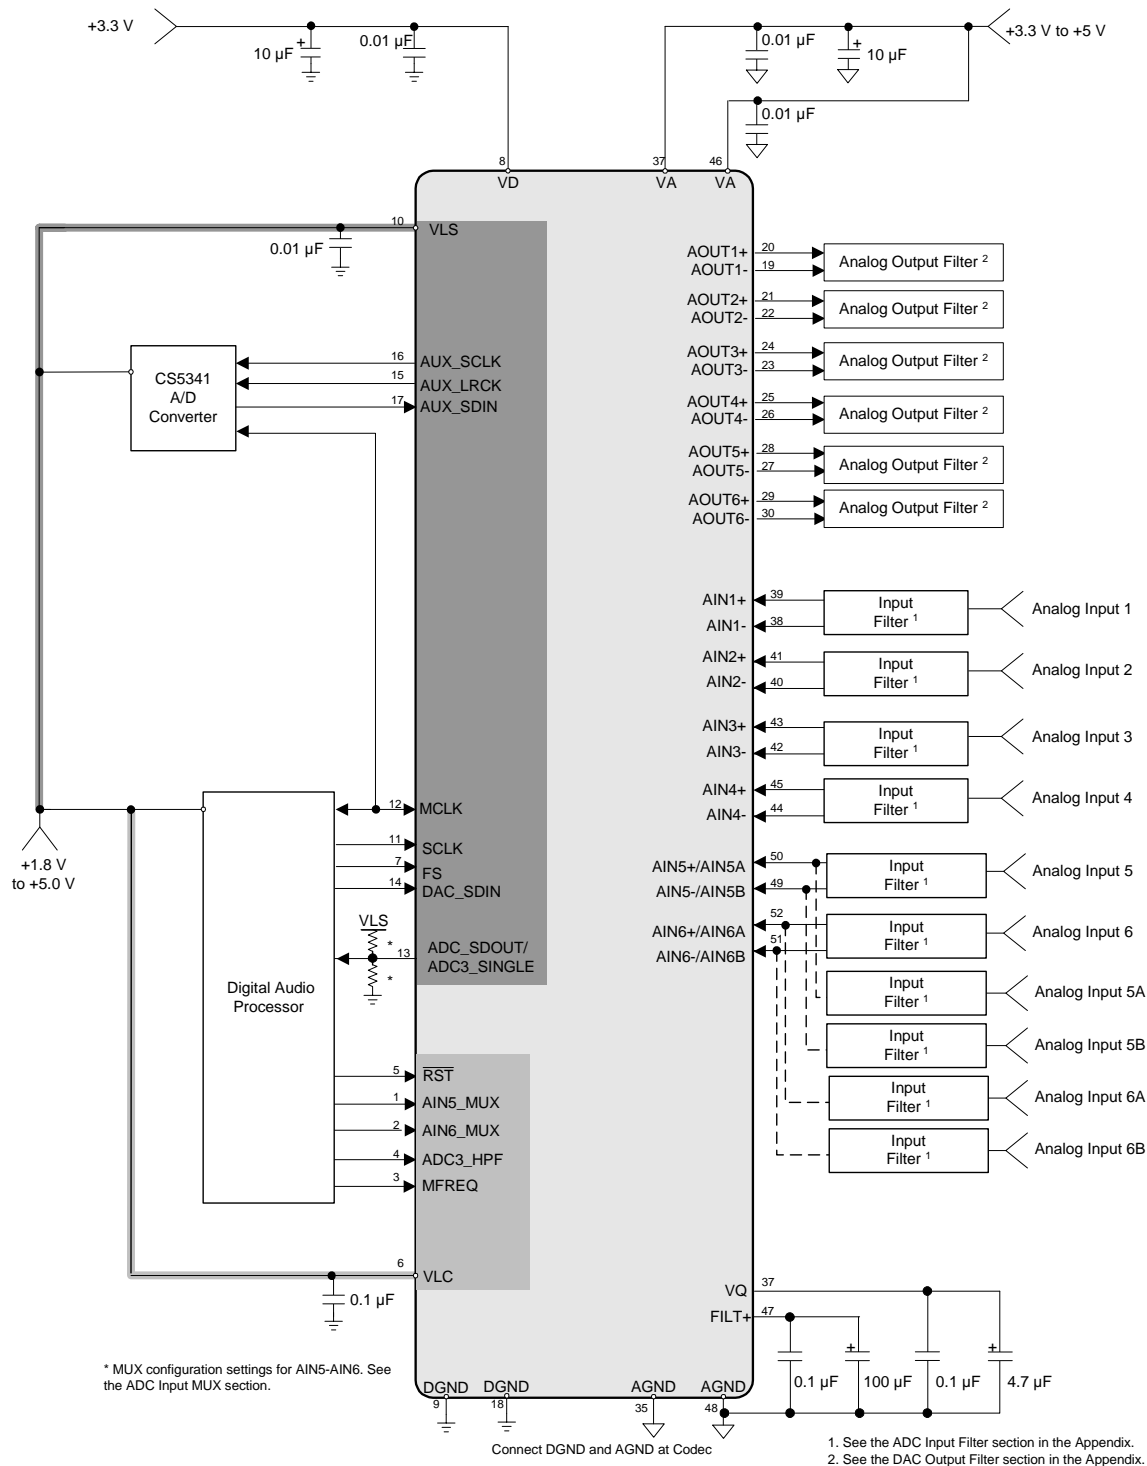 +3.3 V
10 µF
+
0.01 µF
0.01 µF
+
10 µF
+3.3 V to +5 V
0.01 µF
8
VD
37
VA
46
VA
10
VLS
0.01 µF
CS5341
A/D
Converter
16
AUX_SCLK
15
AUX_LRCK
17
AUX_SDIN
AOUT1+
20
AOUT1-
19
Analog Output Filter 2
AOUT2+
21
AOUT2-
22
Analog Output Filter 2
AOUT3+
24
AOUT3-
23
Analog Output Filter 2
AOUT4+
25
AOUT4-
26
Analog Output Filter 2
AOUT5+
28
AOUT5-
27
Analog Output Filter 2
AOUT6+
29
AOUT6-
30
Analog Output Filter 2
AIN1+
39
AIN1-
38
Input
Filter 1
Analog Input 1
AIN2+
41
AIN2-
40
Input
Filter 1
Analog Input 2
AIN3+
43
AIN3-
42
Input
Filter 1
Analog Input 3
AIN4+
45
AIN4-
44
Input
Filter 1
Analog Input 4
+1.8 V
to +5.0 V
12
MCLK
11
SCLK
7
FS
14
DAC_SDIN
VLS
*
*
13
ADC_SDOUT/
ADC3_SINGLE
Digital Audio
Processor
AIN5+/AIN5A
50
AIN5-/AIN5B
49
Input
Filter 1
Analog Input 5
AIN6+/AIN6A
52
AIN6-/AIN6B
51
Input
Filter 1
Analog Input 6
Input
Filter 1
Analog Input 5A
Input
Filter 1
Analog Input 5B
Input
Filter 1
Analog Input 6A
Input
Filter 1
Analog Input 6B
5
RST
1
AIN5_MUX
2
AIN6_MUX
4
ADC3_HPF
3
MFREQ
6
VLC
0.1 µF
VQ
37
FILT+
47
0.1 µF
+
100 µF
0.1 µF
+
4.7 µF
* MUX configuration settings for AIN5-AIN6. See
the ADC Input MUX section.
DGND
9
DGND
18
AGND
35
AGND
48
Connect DGND and AGND at Codec
1. See the ADC Input Filter section in the Appendix.
2. See the DAC Output Filter section in the Appendix.